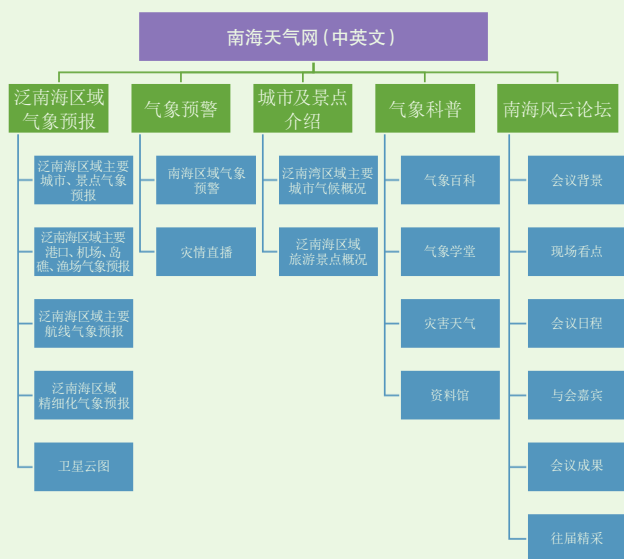 南海天气网(中英文)
泛南海区域
气象预报
气象预警
城市及景点
介绍
气象科普
南海风云论坛
泛南海区域主要
城市、景点气象
预报
泛南海区域主要
港口、机场、岛
礁、渔场气象预报
泛南海区域主要
航线气象预报
泛南海区域
精细化气象预报
卫星云图
南海区域气象
预警
灾情直播
泛南湾区域主要
城市气候概况
泛南海区域
旅游景点概况
气象百科
气象学堂
灾害天气
资料馆
会议背景
现场看点
会议日程
与会嘉宾
会议成果
往届精采